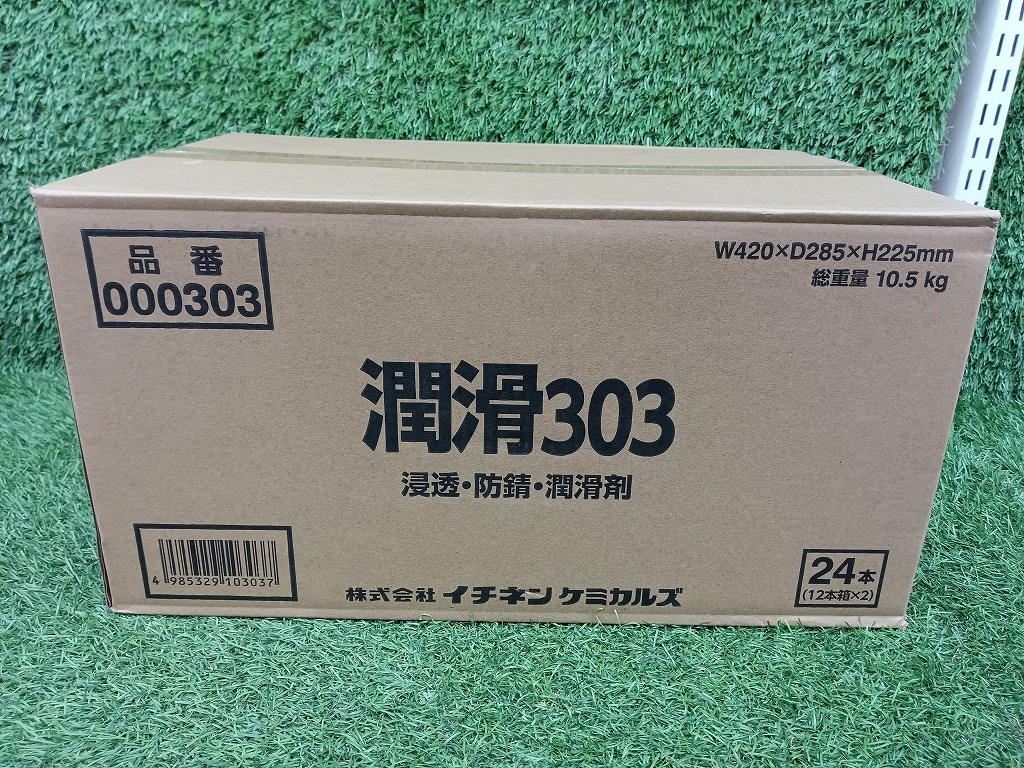 品番
000303
W420×D285×H225mm
総重量 10.5 kg
潤滑303
浸透・防錆・潤滑剤
4 985329 103037
株式会社 イチネン ケミカルズ
24本
(12本箱×2)